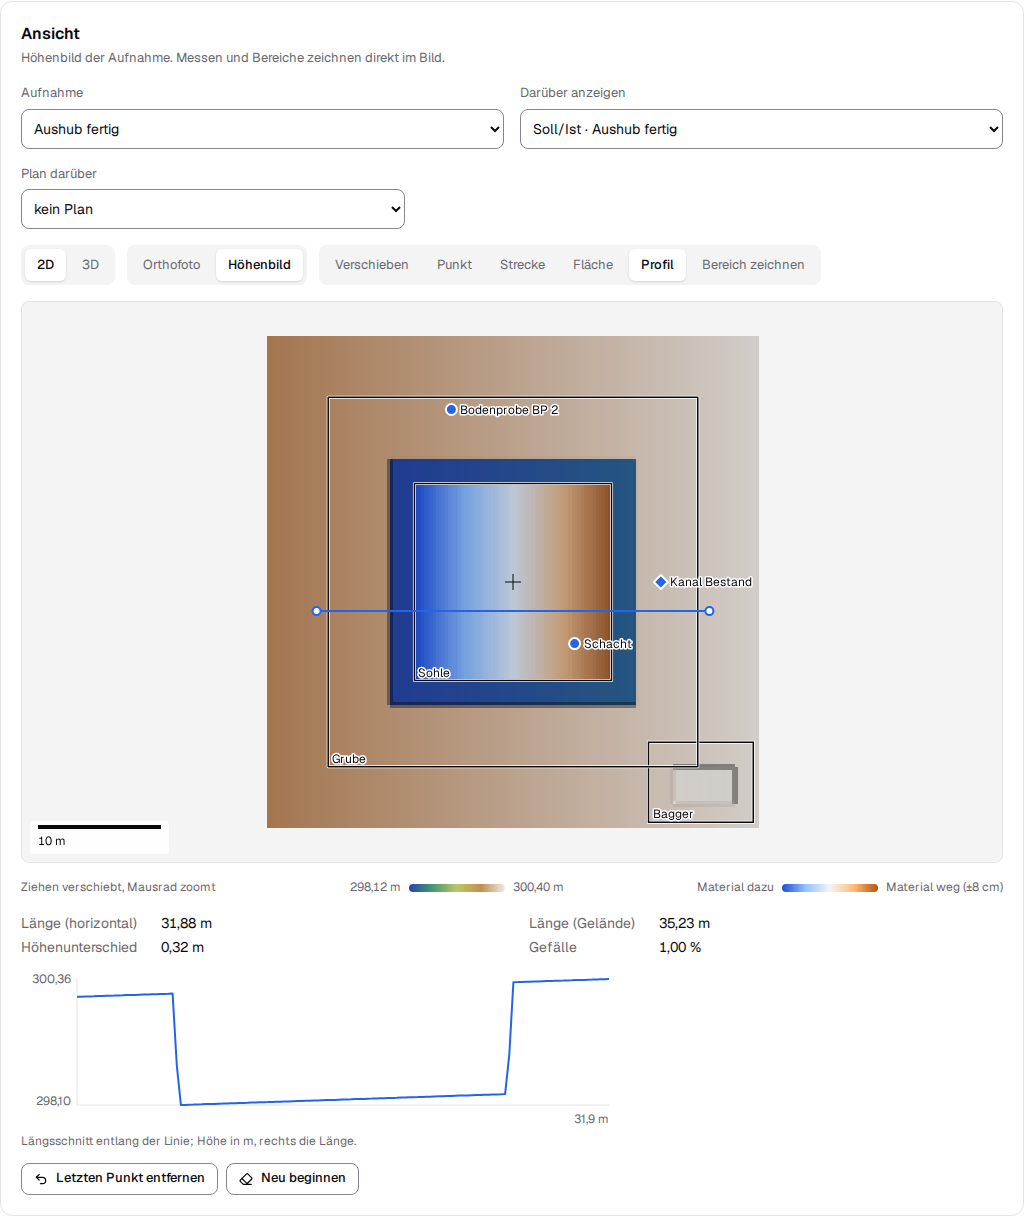 Ansicht
Höhenbild der Aufnahme. Messen und Bereiche zeichnen direkt im Bild.
Aufnahme
Darüber anzeigen
Aushub fertig
Soll/Ist · Aushub fertig
Plan darüber
kein Plan
2D 3D Orthofoto Höhenbild Verschieben Punkt Strecke Fläche Profil Bereich zeichnen
Bodenprobe BP 2
Kanal Bestand
Schacht
Sohle
Grube
Bagger
10 m
Ziehen verschiebt, Mausrad zoomt
298,12 m 300,40 m
Material dazu Material weg (±8 cm)
Länge (horizontal) 31,88 m
Länge (Gelände) 35,23 m
Höhenunterschied 0,32 m
Gefälle 1,00 %
300,36
298,10
31,9 m
Längsschnitt entlang der Linie; Höhe in m, rechts die Länge.
Letzten Punkt entfernen
Neu beginnen